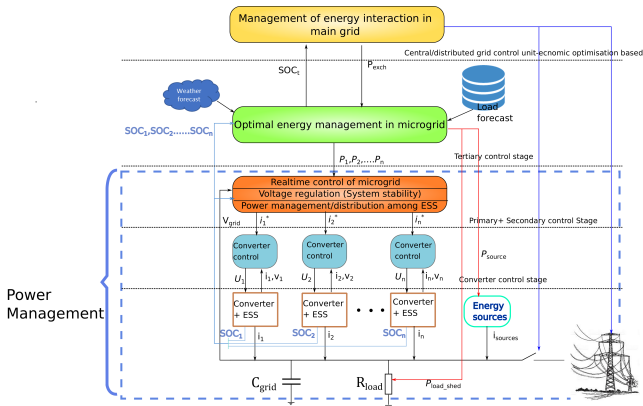 Management of energy interaction in
main grid
Central/distributed grid control unit-ecnomic optimisation based
SOCt
Pexch
Weather
forecast
Load
forecast
SOC1,SOC2......SOCn
Optimal energy management in microgrid
P1,P2,....Pn
Tertiary control stage
Realtime control of microgrid
Voltage regulation (System stability)
Power management/distribution among ESS
Primary+ Secondary control Stage
Vgrid
i1*
i2*
in*
Converter
control
Converter
control
Converter
control
Psource
U1
i1,v1
U2
i2,v2
Un
in,vn
Converter control stage
Power
Management
Converter
+ ESS
Converter
+ ESS
Converter
+ ESS
Energy
sources
SOC1
i1
SOC2
i2
SOCn
in
isources
Cgrid
Rload
Pload_shed